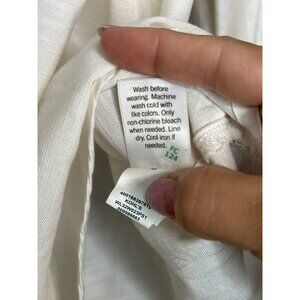 Wash before
wearing. Machine
wash cold with
like colors. Only
non-chlorine bleach
when needed. Line
dry. Cool iron if
needed.
FC
124
KOHL'S